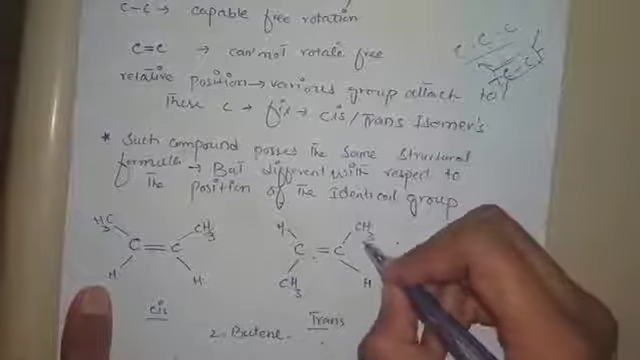 C-C → capable free rotation
C=C → can'not rotate free
relative position → various group attach to
These C → fix → cis/Trans Isomer's
C C C
C C
* Such compound posses The same structural
formula → But different with respect to
The position of The identical group
H3C CH3
C = C
H H
cis
H CH3
C = C
CH3 H
Trans
2-Butene